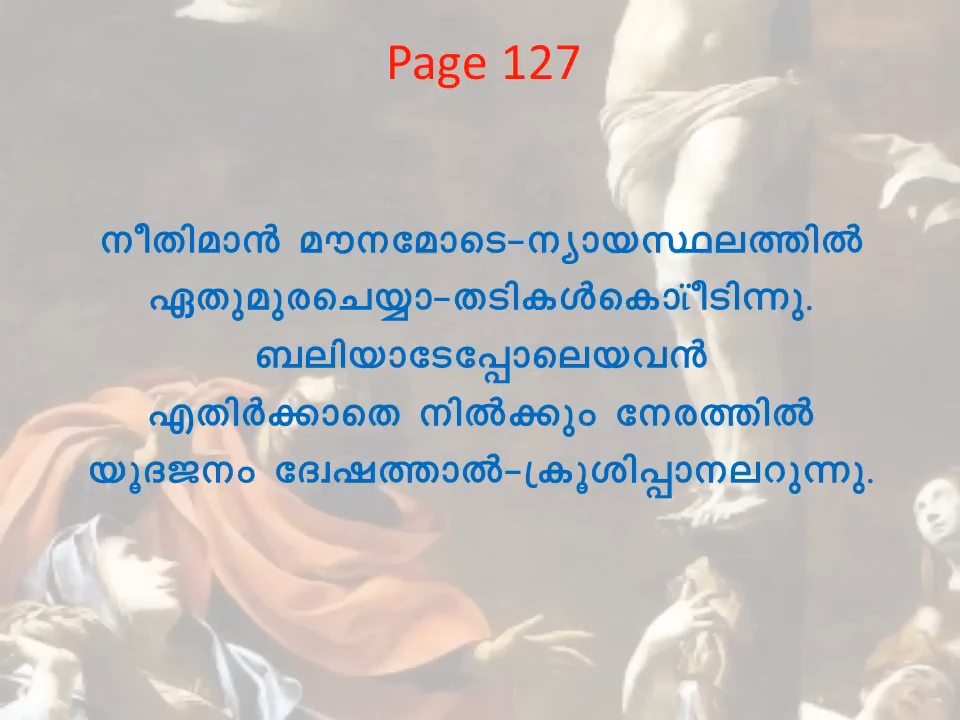 Page 127
നീതിമാൻ മൗനമോടെ-ന്യായസ്ഥലത്തിൽ
ഏതുമുരചെയ്യാ-തടികൾകൊïീടിന്നു.
ബലിയാടേപ്പോലെയവൻ
എതിർക്കാതെ നിൽക്കും നേരത്തിൽ
യൂദജനം ദ്വേഷത്താൽ-ക്രൂശിപ്പാനലറുന്നു.